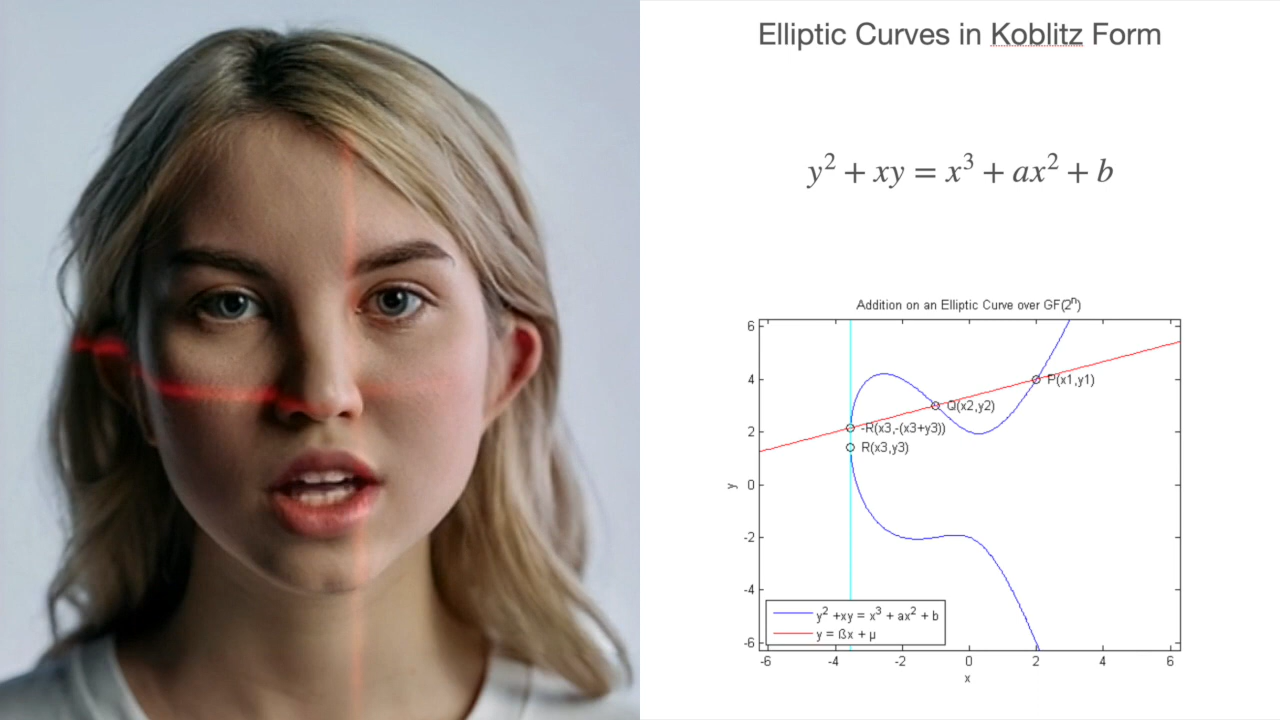 Elliptic Curves in Koblitz Form
y² + xy = x³ + ax² + b
Addition on an Elliptic Curve over GF(2ⁿ)
6
4
2
0
-2
-4
-6
y
P(x1,y1)
Q(x2,y2)
-R(x3,-(x3+y3))
R(x3,y3)
y² +xy = x³ + ax² + b
y = ßx + µ
-6 -4 -2 0 2 4 6
x